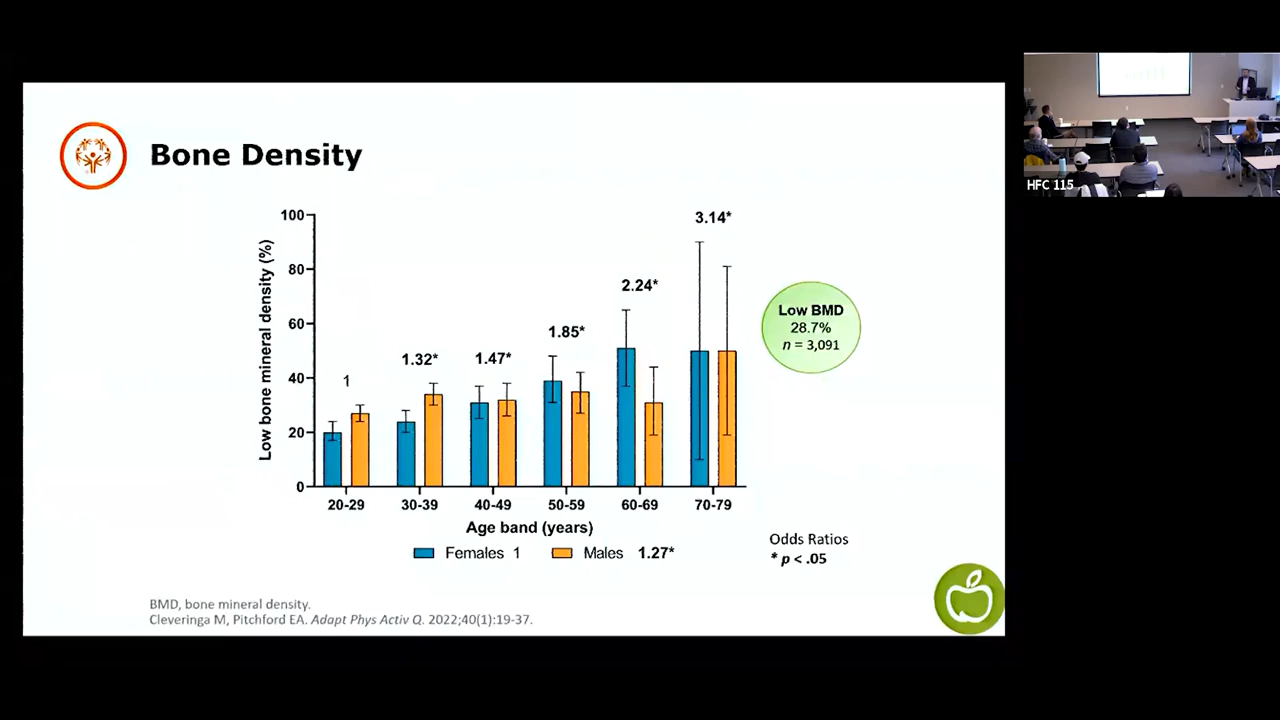 Bone Density
100
80
60
40
20
0
Low bone mineral density (%)
1
1.32*
1.47*
1.85*
2.24*
3.14*
20-29
30-39
40-49
50-59
60-69
70-79
Age band (years)
Females 1
Males 1.27*
Low BMD
28.7%
n = 3,091
Odds Ratios
* p < .05
BMD, bone mineral density.
Cleveringa M, Pitchford EA. Adapt Phys Activ Q. 2022;40(1):19-37.
HFC 115